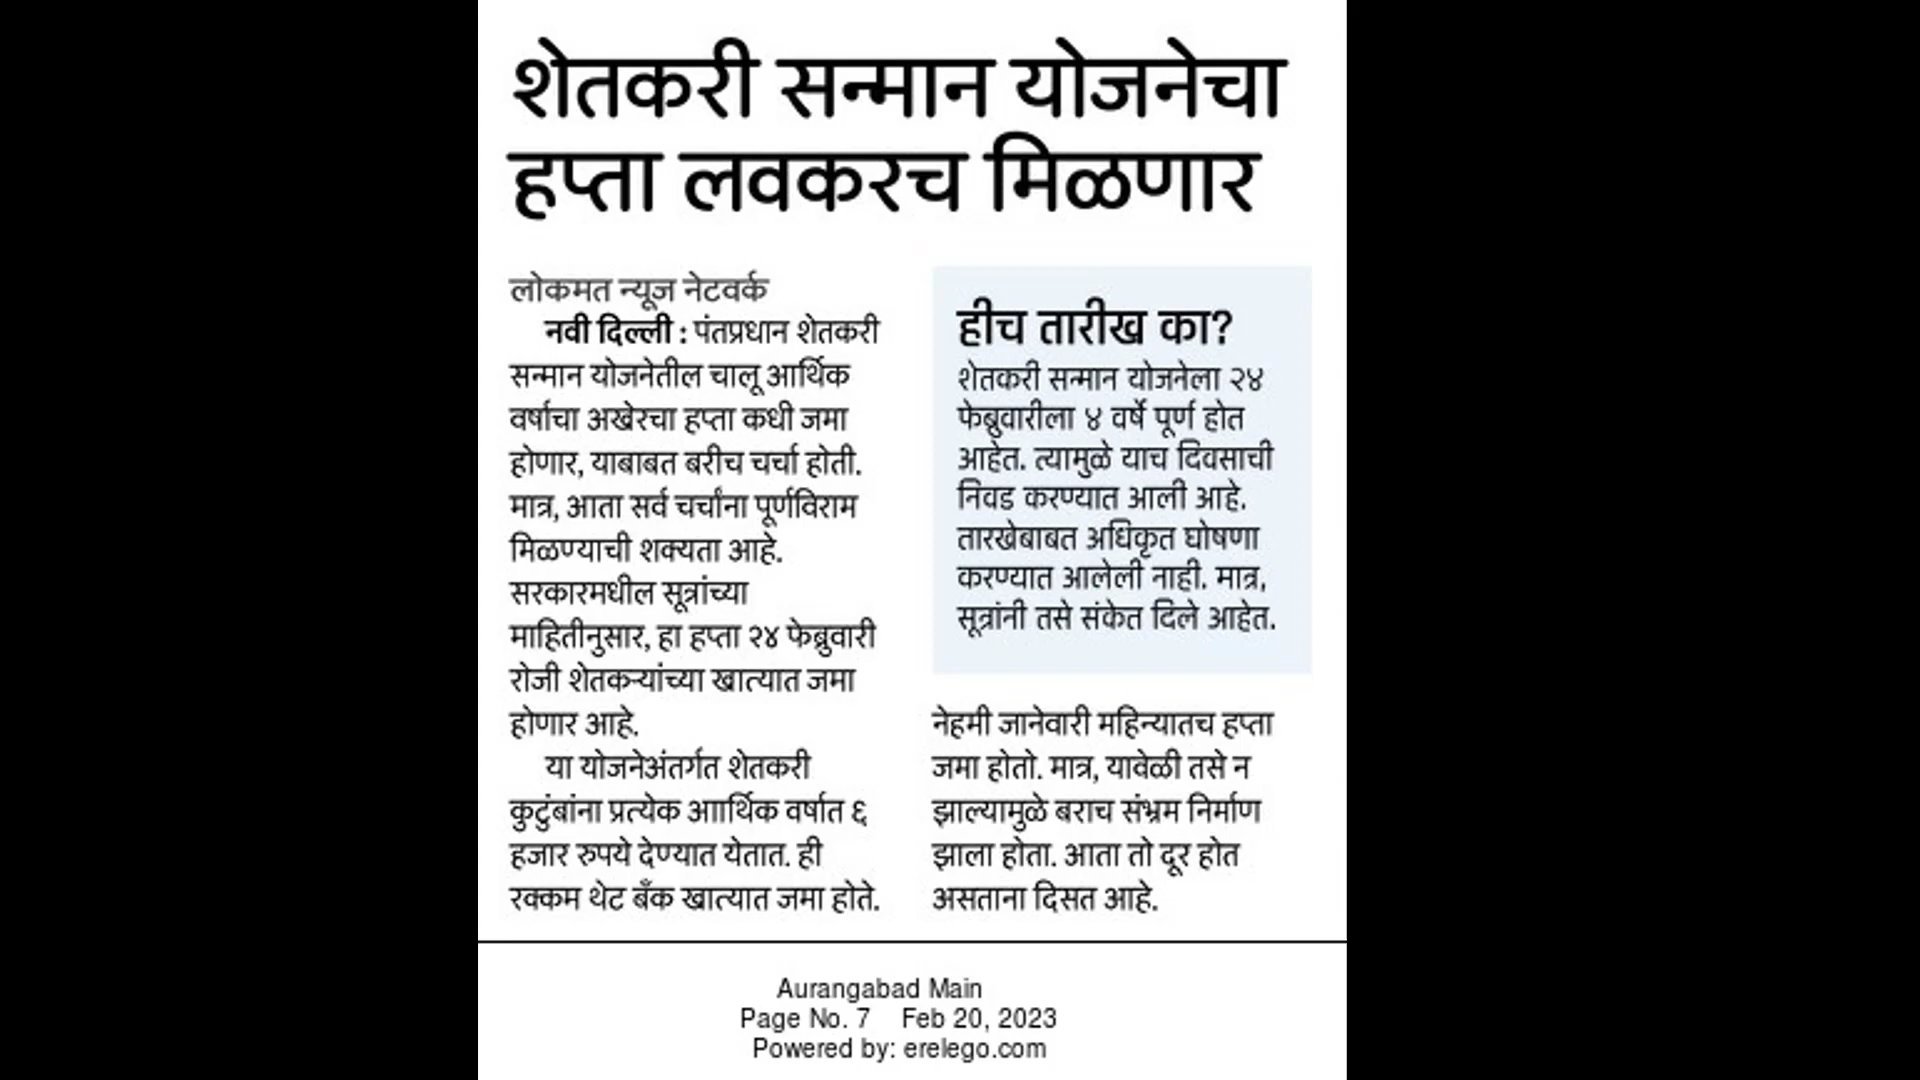 शेतकरी सन्मान योजनेचा
हप्ता लवकरच मिळणार
लोकमत न्यूज नेटवर्क
नवी दिल्ली : पंतप्रधान शेतकरी
सन्मान योजनेतील चालू आर्थिक
वर्षाचा अखेरचा हप्ता कधी जमा
होणार, याबाबत बरीच चर्चा होती.
मात्र, आता सर्व चर्चांना पूर्णविराम
मिळण्याची शक्यता आहे.
सरकारमधील सूत्रांच्या
माहितीनुसार, हा हप्ता २४ फेब्रुवारी
रोजी शेतकऱ्यांच्या खात्यात जमा
होणार आहे.
या योजनेअंतर्गत शेतकरी
कुटुंबांना प्रत्येक आर्थिक वर्षात ६
हजार रुपये देण्यात येतात. ही
रक्कम थेट बँक खात्यात जमा होते.
हीच तारीख का?
शेतकरी सन्मान योजनेला २४
फेब्रुवारीला ४ वर्षे पूर्ण होत
आहेत. त्यामुळे याच दिवसाची
निवड करण्यात आली आहे.
तारखेबाबत अधिकृत घोषणा
करण्यात आलेली नाही. मात्र,
सूत्रांनी तसे संकेत दिले आहेत.
नेहमी जानेवारी महिन्यातच हप्ता
जमा होतो. मात्र, यावेळी तसे न
झाल्यामुळे बराच संभ्रम निर्माण
झाला होता. आता तो दूर होत
असताना दिसत आहे.
Aurangabad Main
Page No. 7 Feb 20, 2023
Powered by: erelego.com